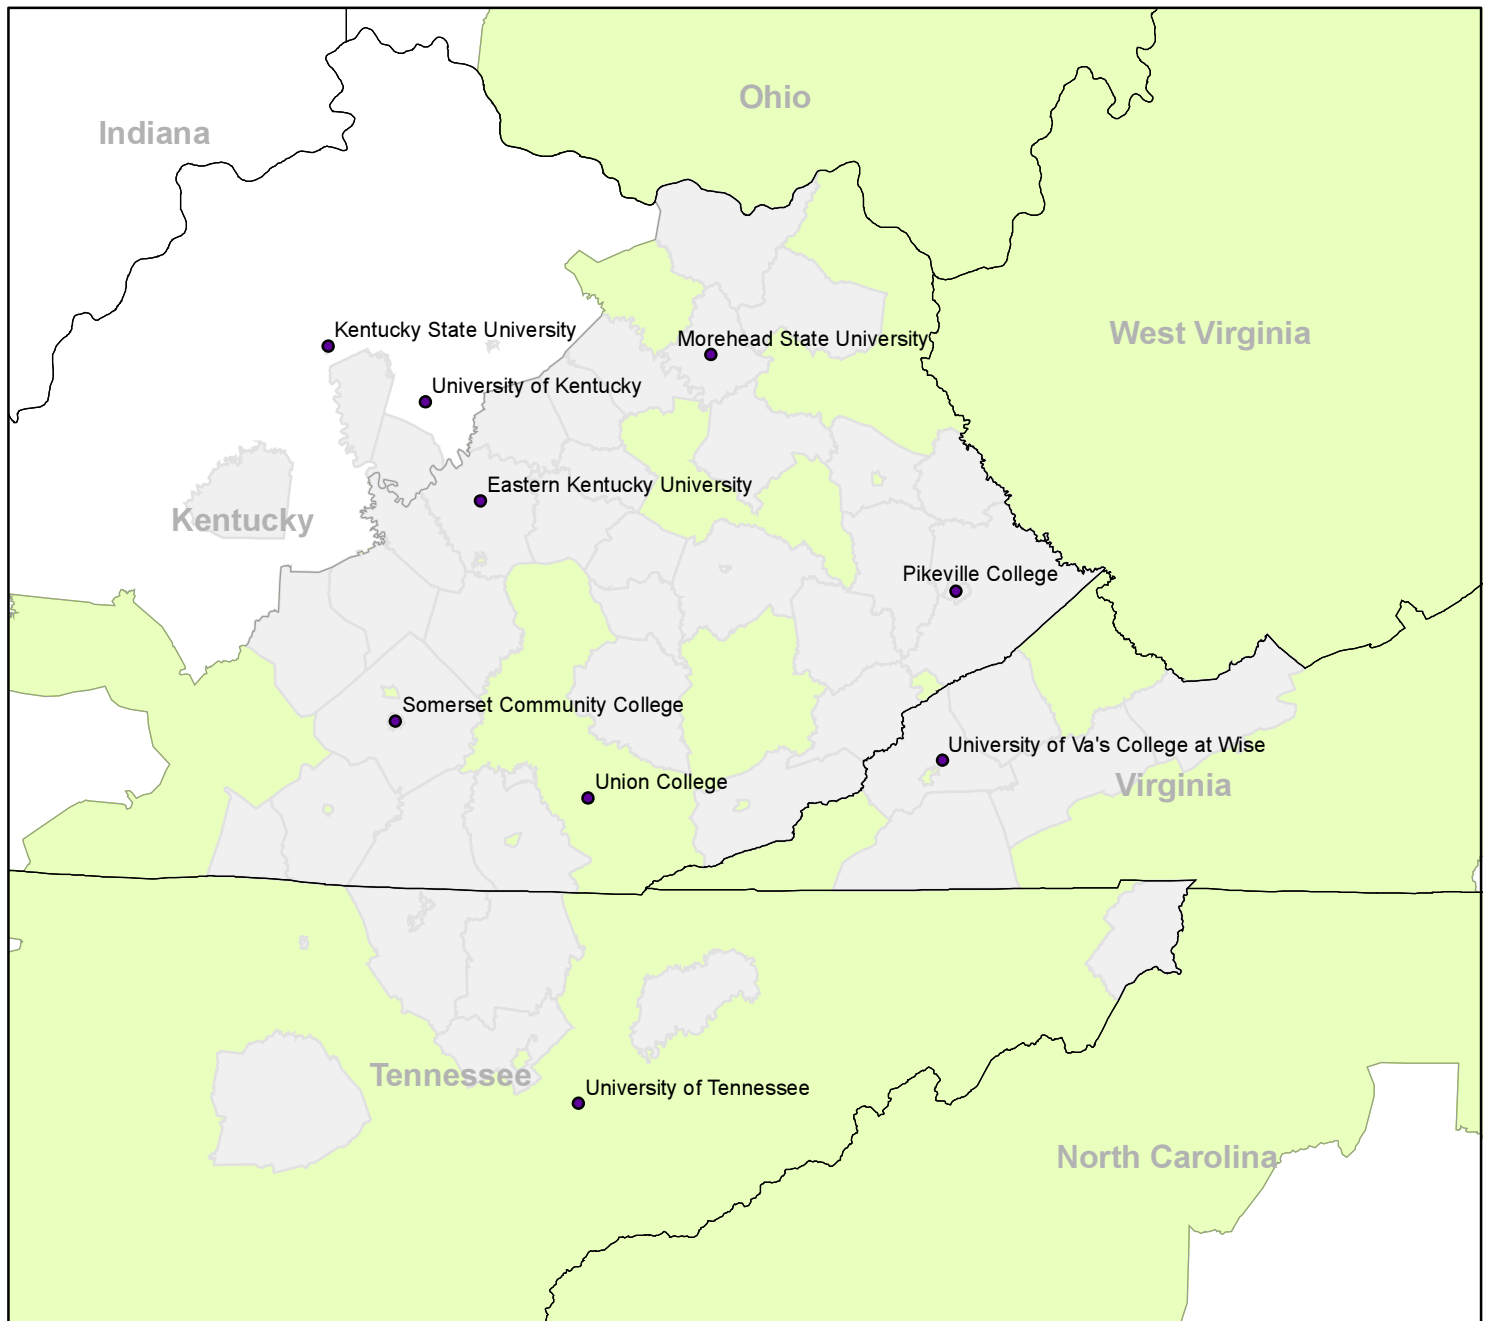 Ohio
Indiana
Kentucky State University
West Virginia
Morehead State University
University of Kentucky
Eastern Kentucky University
Kentucky
Pikeville College
Somerset Community College
University of Va's College at Wise
Union College
Virginia
Tennessee
University of Tennessee
North Carolina